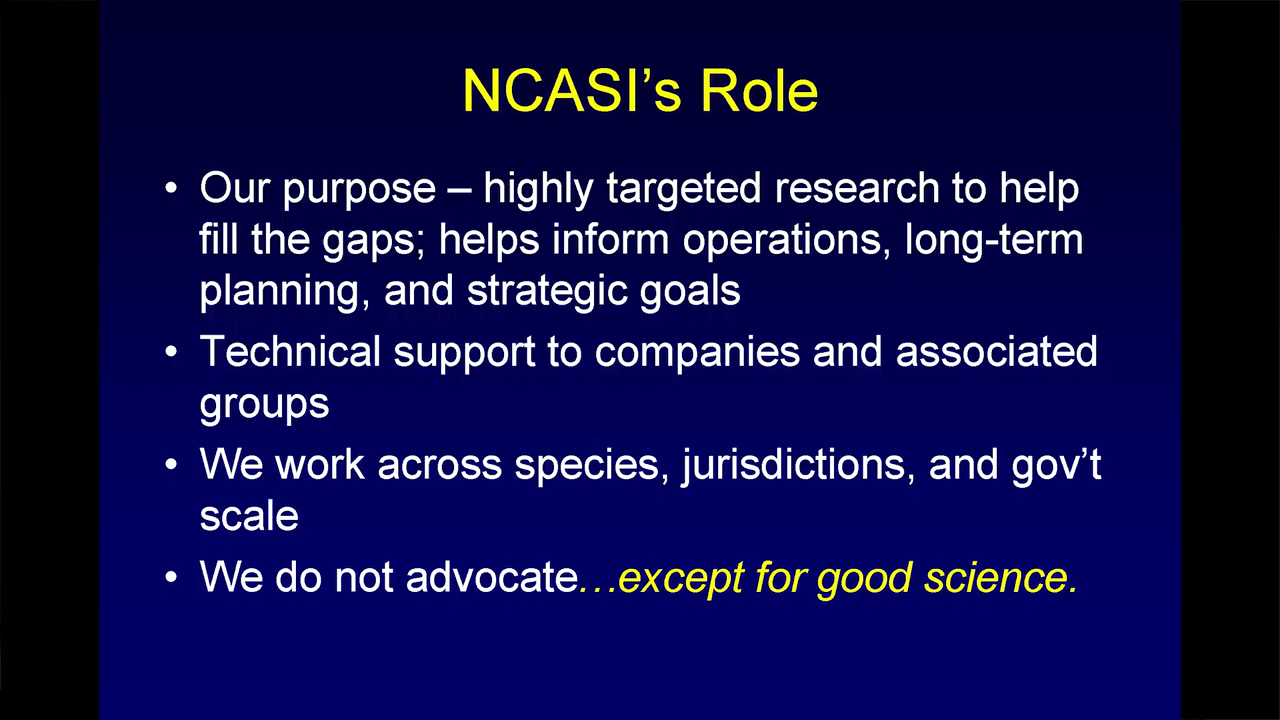 NCASI’s Role
• Our purpose – highly targeted research to help
fill the gaps; helps inform operations, long-term
planning, and strategic goals
• Technical support to companies and associated
groups
• We work across species, jurisdictions, and gov’t
scale
• We do not advocate…except for good science.